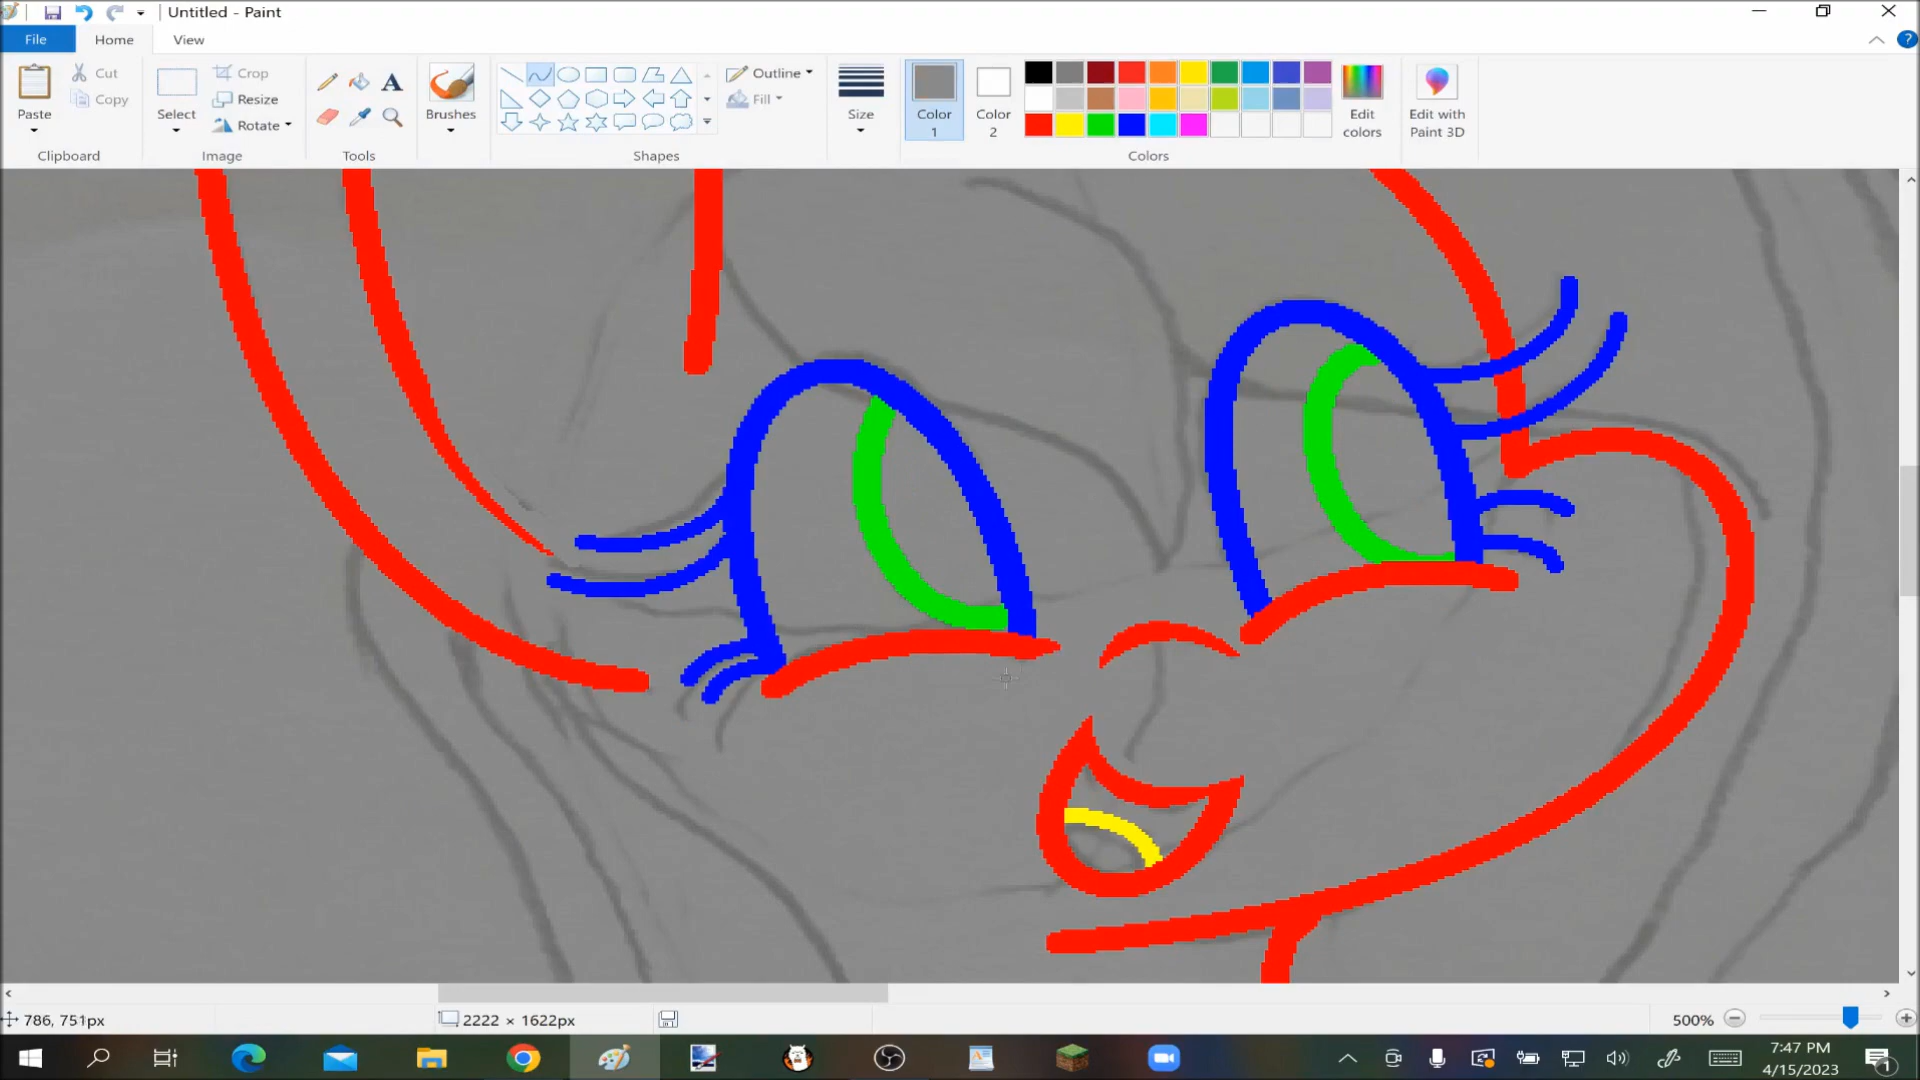 Untitled - Paint
File
Home
View
Paste
Cut
Copy
Clipboard
Select
Crop
Resize
Rotate
Image
A
Tools
Brushes
Shapes
Outline
Fill
Size
Color 1
Color 2
Edit colors
Colors
Edit with Paint 3D
786, 751px
2222 × 1622px
500%
7:47 PM
4/15/2023
1